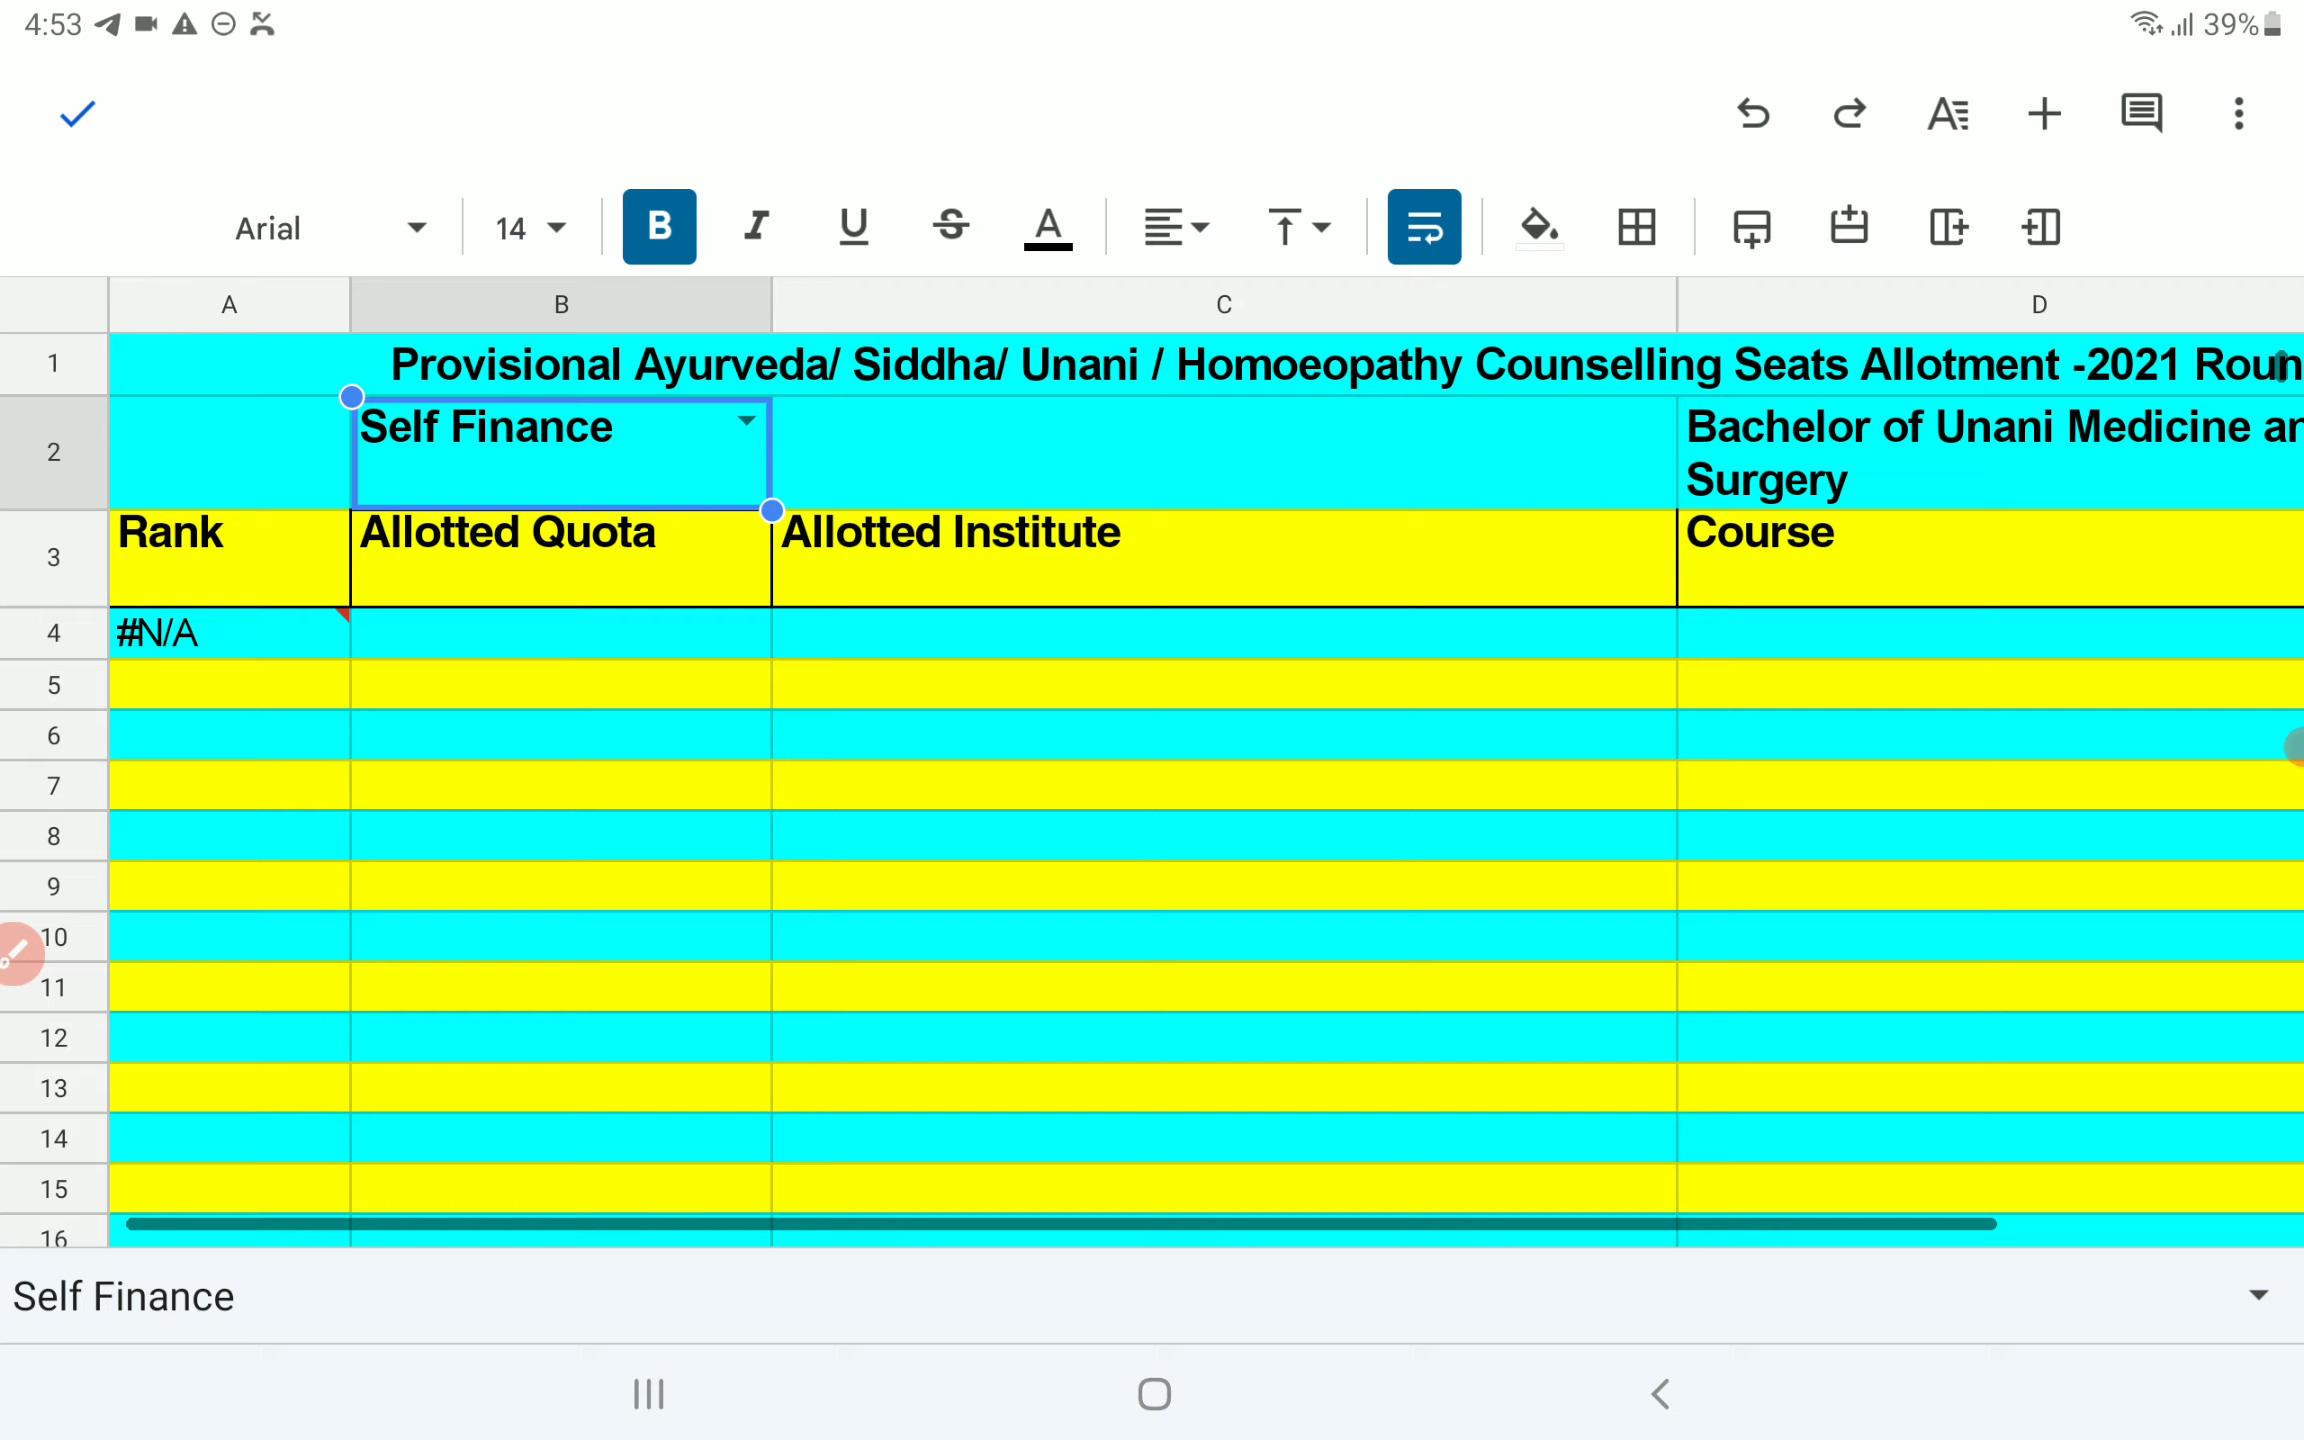 4:53
39%
Arial
14
B
I
U
S
A
A
B
C
D
1
Provisional Ayurveda/ Siddha/ Unani / Homoeopathy Counselling Seats Allotment -2021 Roun
2
Self Finance
Bachelor of Unani Medicine an
Surgery
3
Rank
Allotted Quota
Allotted Institute
Course
4
#N/A
5
6
7
8
9
10
11
12
13
14
15
16
Self Finance